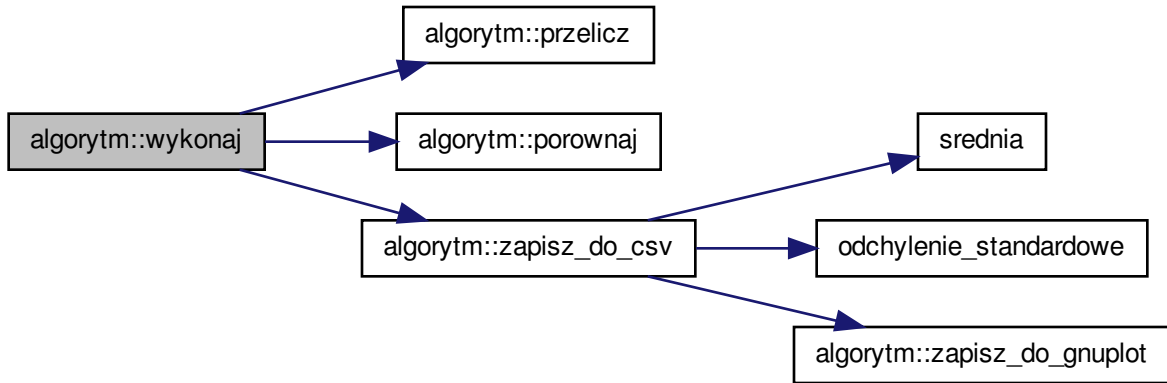 algorytm::przelicz
algorytm::wykonaj
algorytm::porownaj
srednia
algorytm::zapisz_do_csv
odchylenie_standardowe
algorytm::zapisz_do_gnuplot